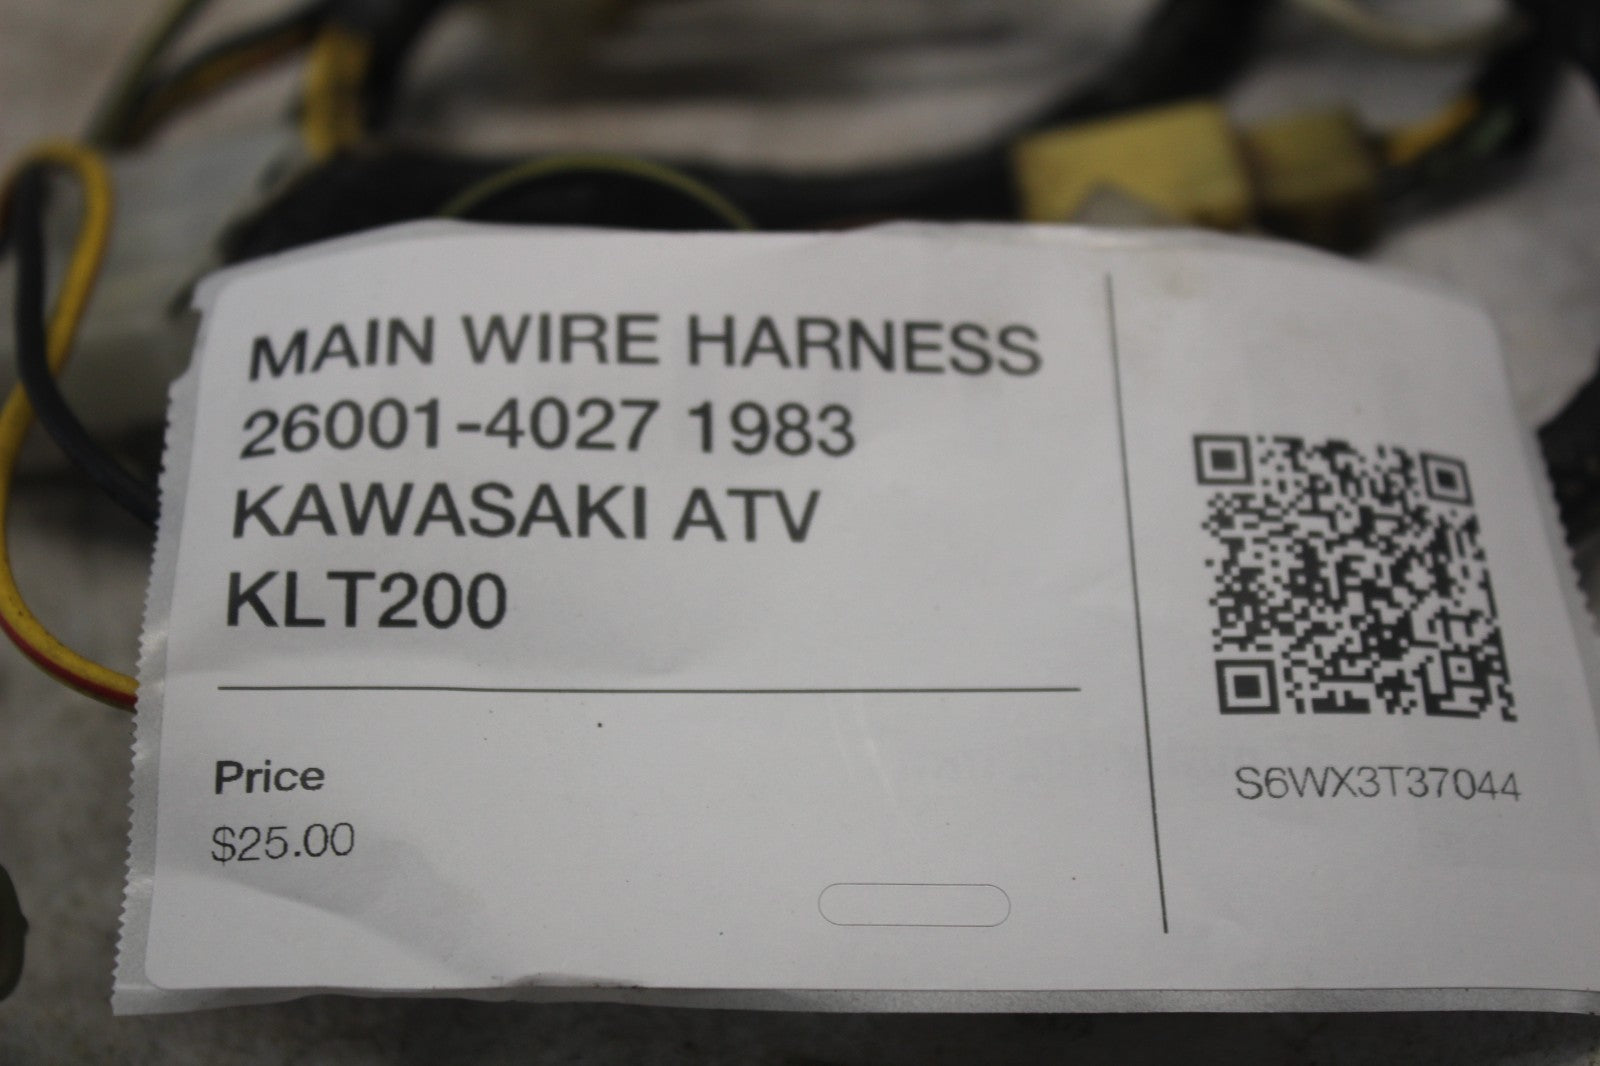 MAIN WIRE HARNESS
26001-4027 1983
KAWASAKI ATV
KLT200
Price
$25.00
S6WX3T37044